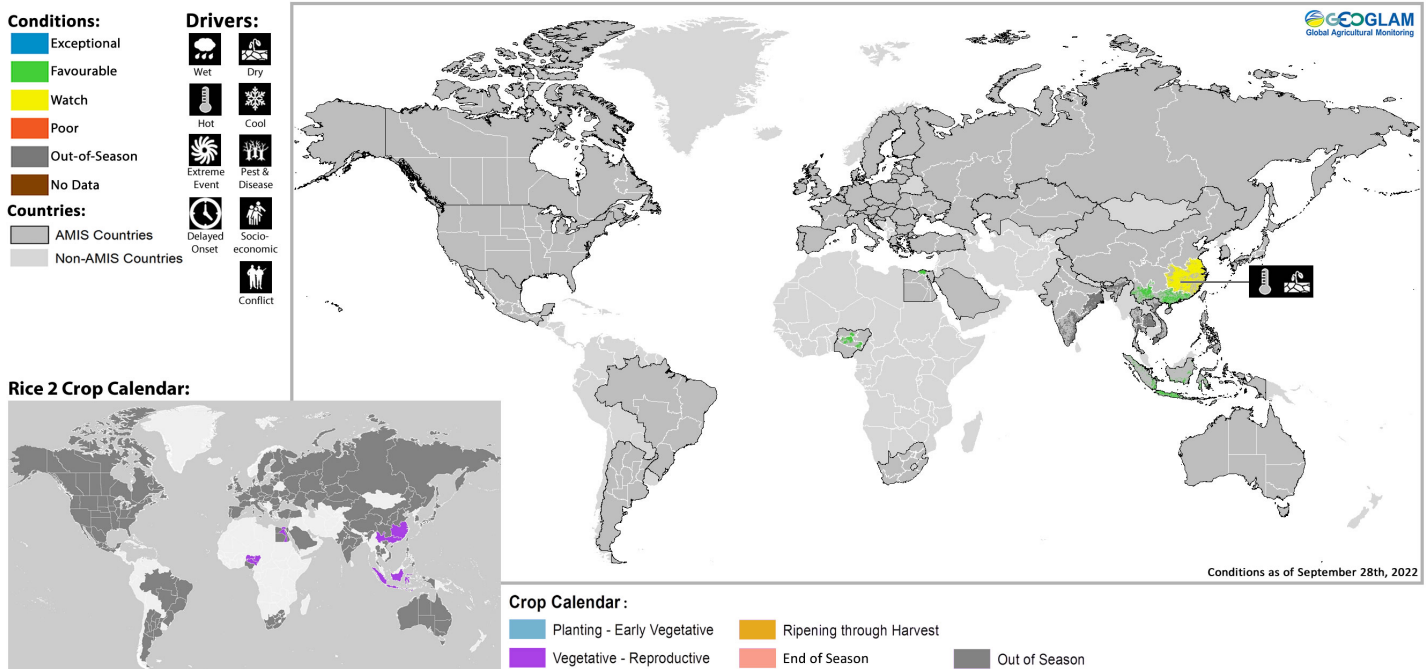 Conditions:
Exceptional
Favourable
Watch
Poor
Out-of-Season
No Data
Countries:
AMIS Countries
Non-AMIS Countries
Drivers:
Wet
Dry
Hot
Cool
Extreme
Event
Pest &
Disease
Delayed
Onset
Socio-
economic
Conflict
GEOGLAM
Global Agricultural Monitoring
Conditions as of September 28th, 2022
Rice 2 Crop Calendar:
Crop Calendar :
Planting - Early Vegetative
Ripening through Harvest
Vegetative - Reproductive
End of Season
Out of Season